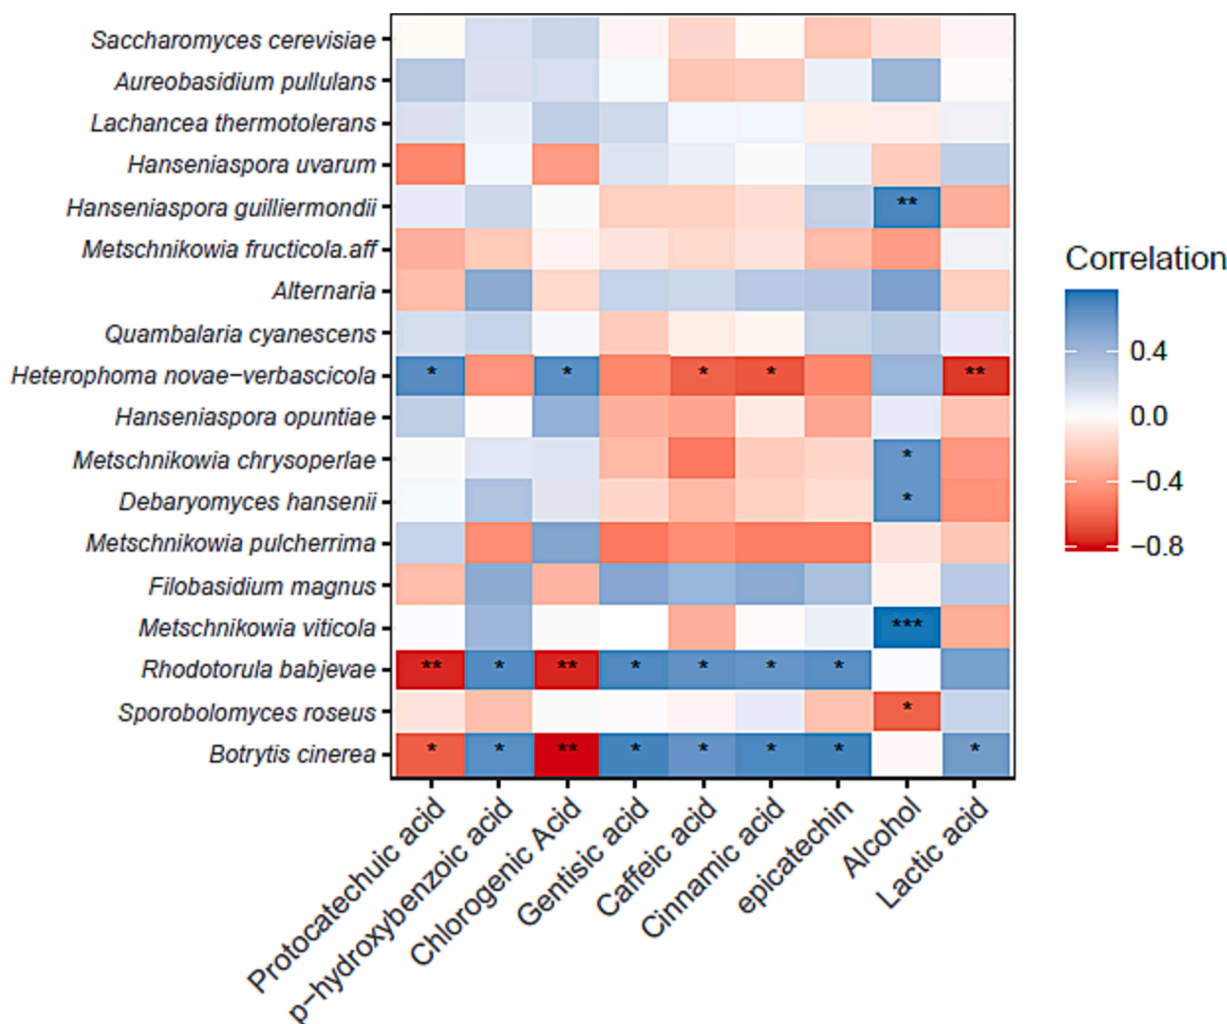 Saccharomyces cerevisiae
Aureobasidium pullulans
Lachancea thermotolerans
Hanseniaspora uvarum
Hanseniaspora guilliermondii
**
Metschnikowia fructicola.aff
Alternaria
Quambalaria cyanescens
Heterophoma novae−verbascicola
* * * * **
Hanseniaspora opuntiae
Metschnikowia chrysoperlae
*
Debaryomyces hansenii
*
Metschnikowia pulcherrima
Filobasidium magnus
Metschnikowia viticola
***
Rhodotorula babjevae
** * ** * * * *
Sporobolomyces roseus
*
Botrytis cinerea
* * ** * * * * *
Protocatechuic acid
p−hydroxybenzoic acid
Chlorogenic Acid
Gentisic acid
Caffeic acid
Cinnamic acid
epicatechin
Alcohol
Lactic acid
Correlation
0.4
0.0
−0.4
−0.8